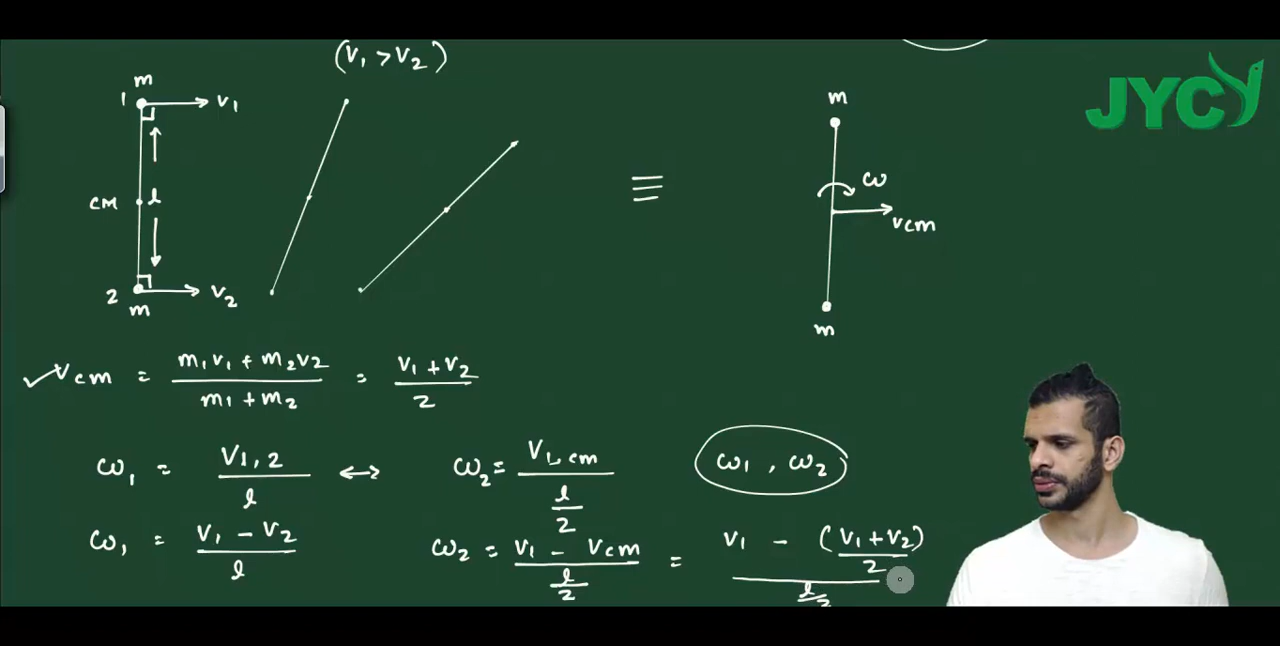 (V1 > V2)
JYC
m
1 V1
CM l
2 V2
m
m
ω
Vcm
m
≡
Vcm = m1V1 + m2V2 / m1 + m2 = V1 + V2 / 2
ω1 = V1,2 / l ↔ ω2 = V1,cm / l/2
ω1, ω2
ω1 = V1 - V2 / l
ω2 = V1 - Vcm / l/2 = V1 - (V1 + V2 / 2) / l/2